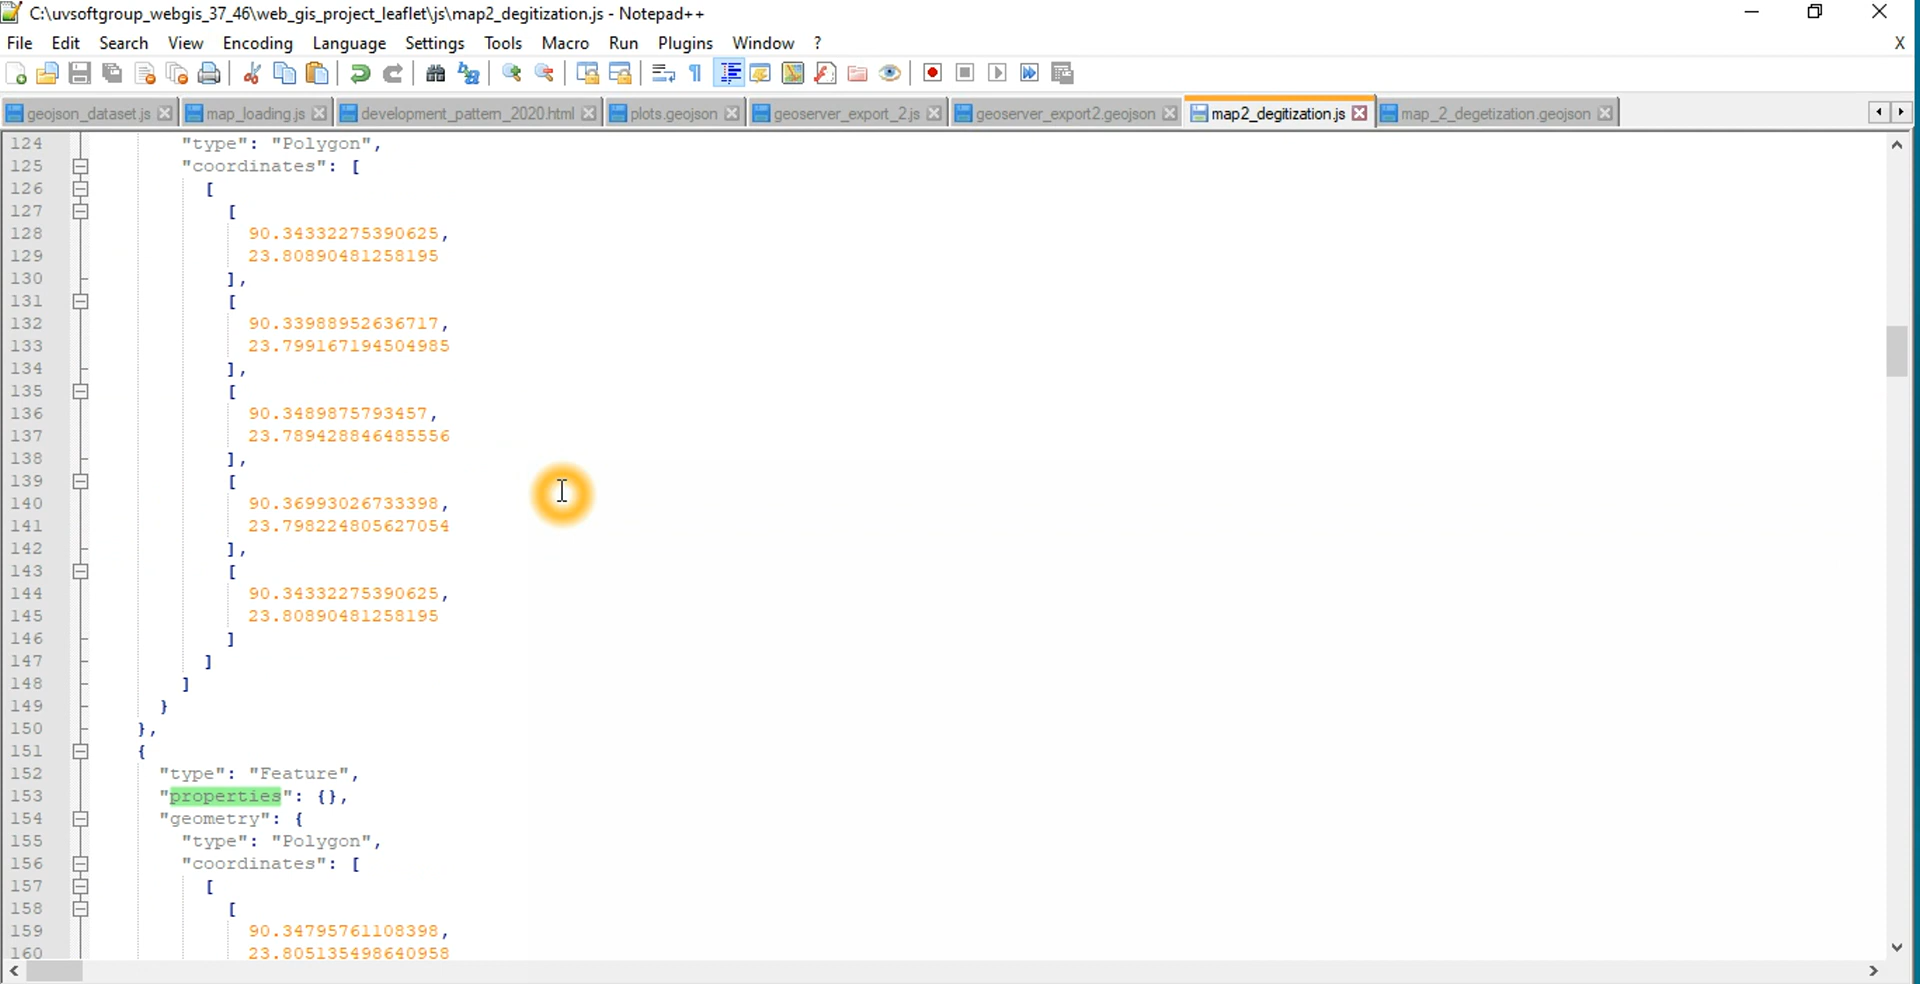 C:\uvsoftgroup_webgis_37_46\web_gis_project_leaflet\js\map2_degitization.js - Notepad++
File Edit Search View Encoding Language Settings Tools Macro Run Plugins Window ?
X
geojson_dataset.js map_loading.js development_pattern_2020.html plots.geojson geoserver_export_2.js geoserver_export2.geojson map2_degitization.js map_2_degetization.geojson
124 "type": "Polygon",
125 "coordinates": [
126 [
127 [
128 90.34332275390625,
129 23.80890481258195
130 ],
131 [
132 90.33988952636717,
133 23.799167194504985
134 ],
135 [
136 90.3489875793457,
137 23.789428846485556
138 ],
139 [
140 90.36993026733398,
141 23.798224805627054
142 ],
143 [
144 90.34332275390625,
145 23.80890481258195
146 ]
147 ]
148 ]
149 }
150 },
151 {
152 "type": "Feature",
153 "properties": {},
154 "geometry": {
155 "type": "Polygon",
156 "coordinates": [
157 [
158 [
159 90.34795761108398,
160 23.805135498640958